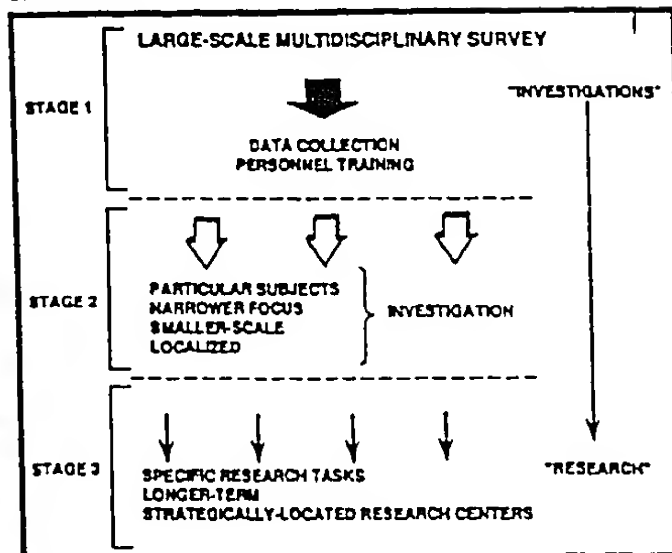 LARGE-SCALE MULTIDISCIPLINARY SURVEY
STAGE 1
"INVESTIGATIONS"
DATA COLLECTION
PERSONNEL TRAINING
STAGE 2
PARTICULAR SUBJECTS
NARROWER FOCUS
SMALLER-SCALE
LOCALIZED
INVESTIGATION
STAGE 3
SPECIFIC RESEARCH TASKS
LONGER-TERM
STRATEGICALLY-LOCATED RESEARCH CENTERS
"RESEARCH"